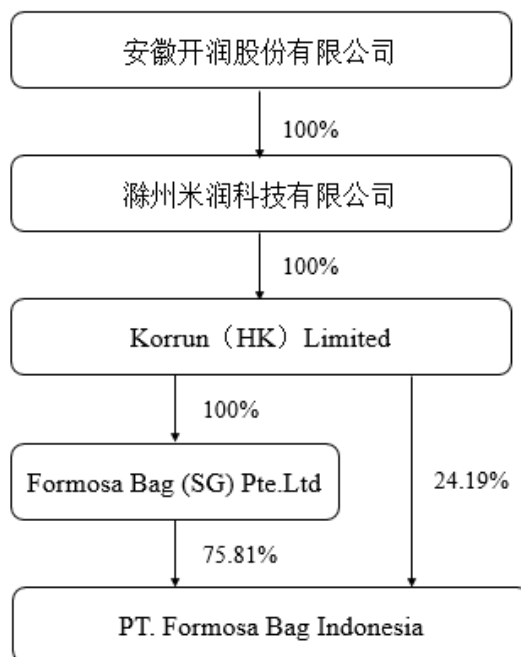 安徽开润股份有限公司
100%
滁州米润科技有限公司
100%
Korrun（HK）Limited
100%
Formosa Bag (SG) Pte.Ltd
24.19%
75.81%
PT. Formosa Bag Indonesia